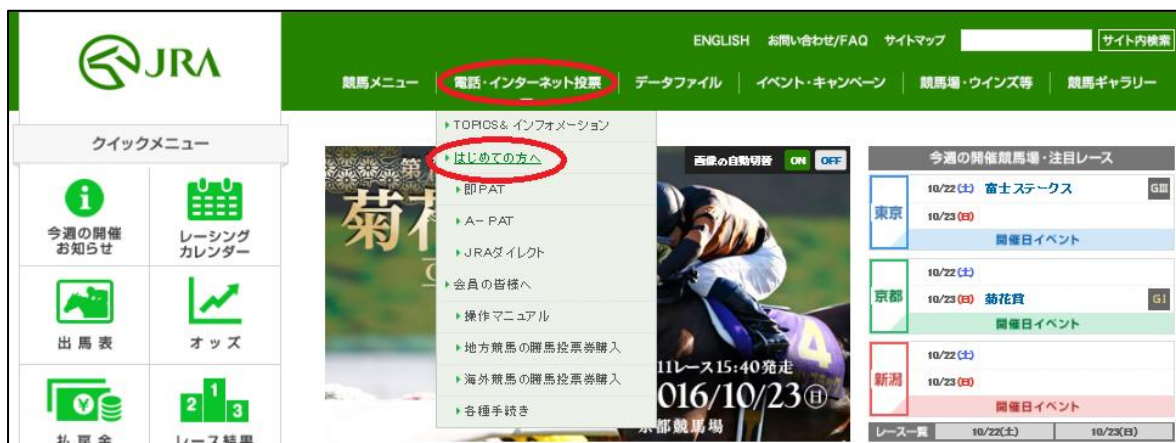 JRA
ENGLISH お問い合わせ/FAQ サイトマップ サイト内検索
競馬メニュー 電話・インターネット投票 データファイル イベント・キャンペーン 競馬場・ウインズ等 競馬ギャラリー
クイックメニュー
今週の開催
お知らせ
レーシング
カレンダー
出馬表
オッズ
払戻金
レース結果
1
2 3
TOPICS& インフォメーション
はじめての方へ
即PAT
A-PAT
JRAダイレクト
会員の皆様へ
操作マニュアル
地方競馬の勝馬投票券購入
海外競馬の勝馬投票券購入
各種手続き
第
菊花
画像の自動切替 ON OFF
4
11レース15:40発走
016/10/23(日)
京都競馬場
今週の開催競馬場・注目レース
東京
10/22(土) 富士ステークス GⅢ
10/23(日)
開催日イベント
京都
10/22(土)
10/23(日) 菊花賞 GⅠ
開催日イベント
新潟
10/22(土)
10/23(日)
開催日イベント
レース一覧 10/22(土) 10/23(日)